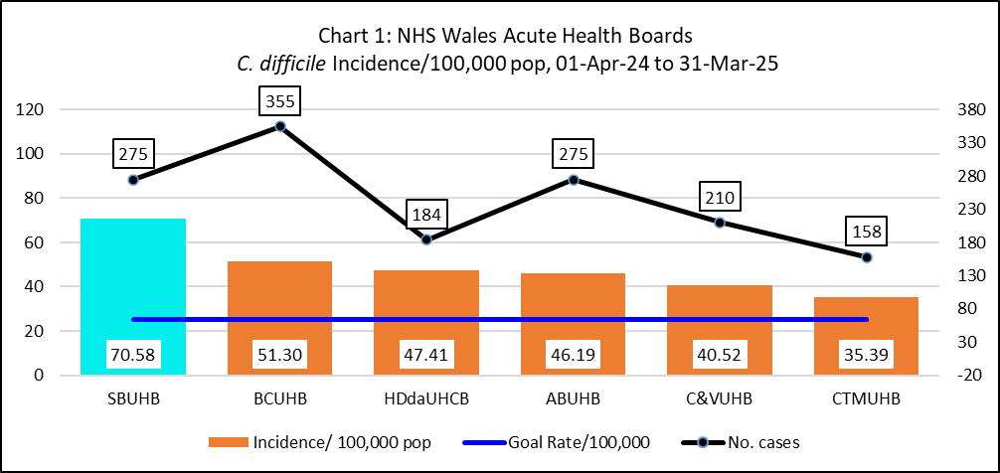 Chart 1: NHS Wales Acute Health Boards
C. difficile Incidence/100,000 pop, 01-Apr-24 to 31-Mar-25
120
100
80
60
40
20
0
380
330
280
230
180
130
80
30
-20
275
355
184
275
210
158
70.58
51.30
47.41
46.19
40.52
35.39
SBUHB
BCUHB
HDdaUHCB
ABUHB
C&VUHB
CTMUHB
Incidence/ 100,000 pop
Goal Rate/100,000
No. cases